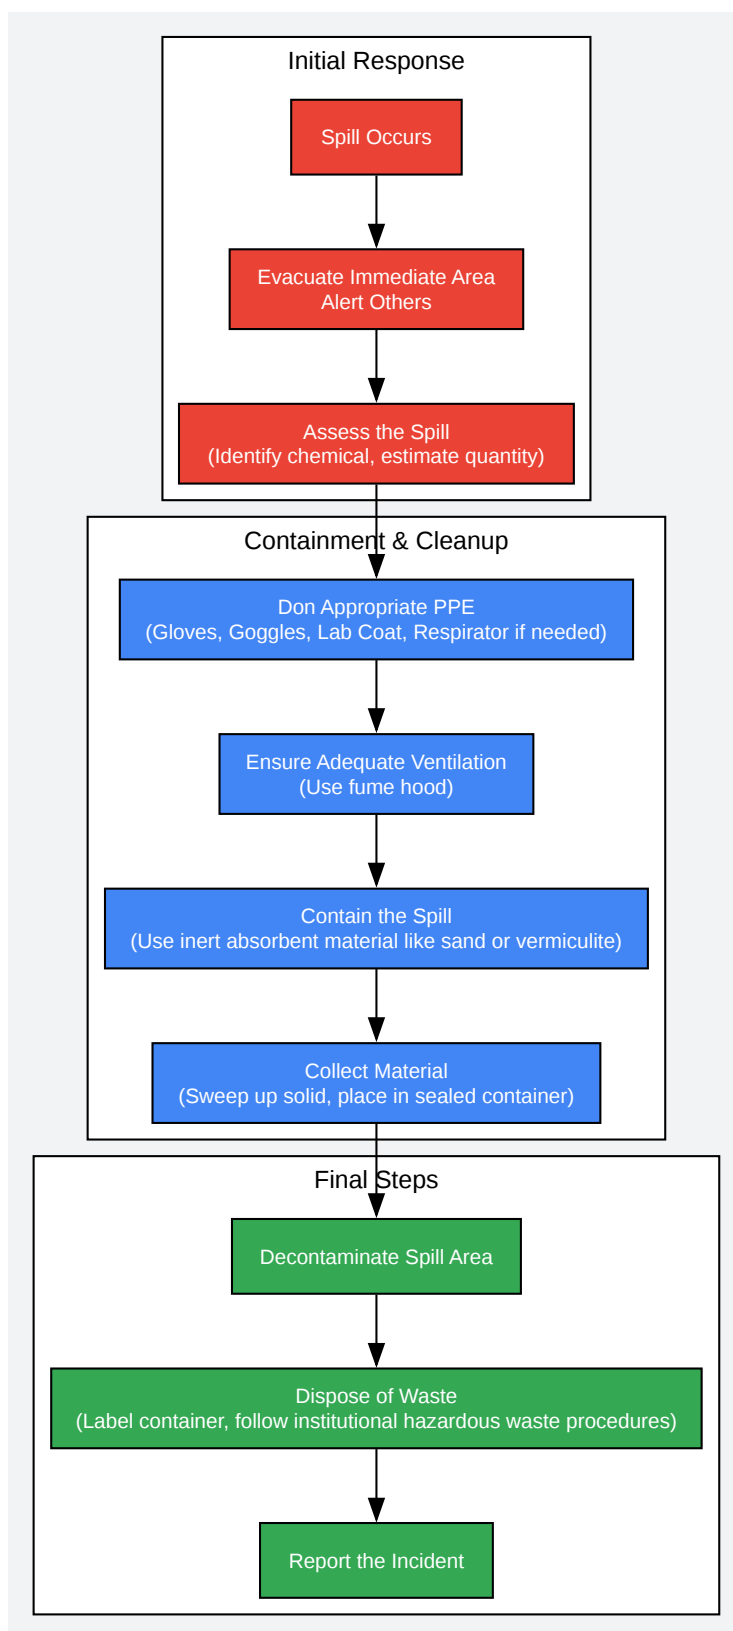 Initial Response
Spill Occurs
Evacuate Immediate Area
Alert Others
Assess the Spill
(Identify chemical, estimate quantity)
Containment & Cleanup
Don Appropriate PPE
(Gloves, Goggles, Lab Coat, Respirator if needed)
Ensure Adequate Ventilation
(Use fume hood)
Contain the Spill
(Use inert absorbent material like sand or vermiculite)
Collect Material
(Sweep up solid, place in sealed container)
Final Steps
Decontaminate Spill Area
Dispose of Waste
(Label container, follow institutional hazardous waste procedures)
Report the Incident